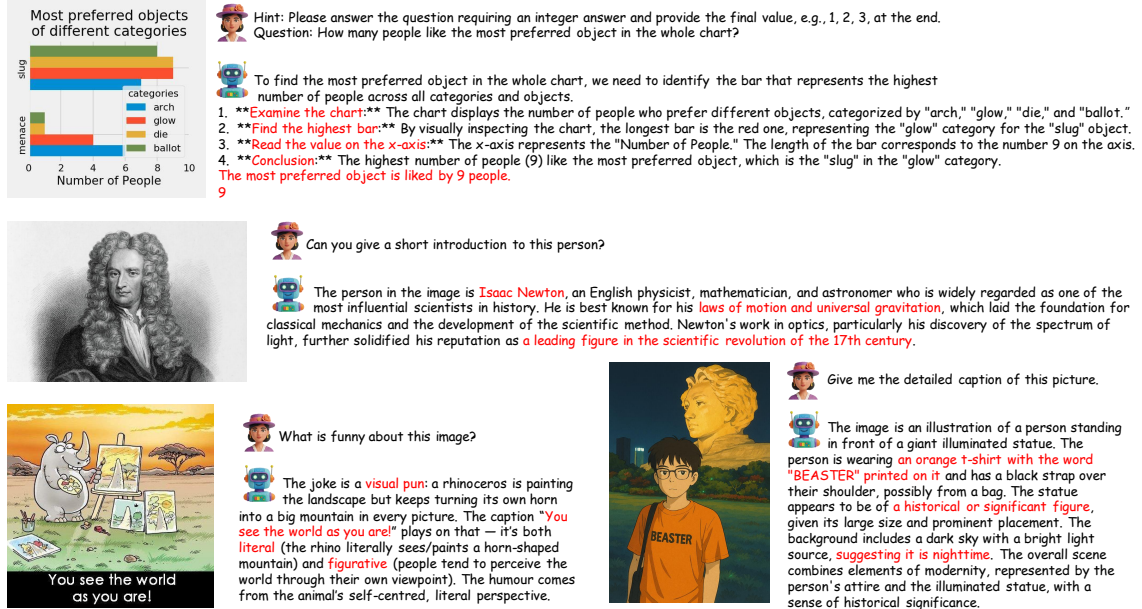 Most preferred objects
of different categories
slug
menace
categories
arch
glow
die
ballot
0 2 4 6 8 10
Number of People
Hint: Please answer the question requiring an integer answer and provide the final value, e.g., 1, 2, 3, at the end.
Question: How many people like the most preferred object in the whole chart?
To find the most preferred object in the whole chart, we need to identify the bar that represents the highest
number of people across all categories and objects.
1. **Examine the chart:** The chart displays the number of people who prefer different objects, categorized by "arch," "glow," "die," and "ballot."
2. **Find the highest bar:** By visually inspecting the chart, the longest bar is the red one, representing the "glow" category for the "slug" object.
3. **Read the value on the x-axis:** The x-axis represents the "Number of People." The length of the bar corresponds to the number 9 on the axis.
4. **Conclusion:** The highest number of people (9) like the most preferred object, which is the "slug" in the "glow" category.
The most preferred object is liked by 9 people.
9
Can you give a short introduction to this person?
The person in the image is Isaac Newton, an English physicist, mathematician, and astronomer who is widely regarded as one of the
most influential scientists in history. He is best known for his laws of motion and universal gravitation, which laid the foundation for
classical mechanics and the development of the scientific method. Newton's work in optics, particularly his discovery of the spectrum of
light, further solidified his reputation as a leading figure in the scientific revolution of the 17th century.
You see the world
as you are!
What is funny about this image?
The joke is a visual pun: a rhinoceros is painting
the landscape but keeps turning its own horn
into a big mountain in every picture. The caption “You
see the world as you are!” plays on that — it’s both
literal (the rhino literally sees/paints a horn-shaped
mountain) and figurative (people tend to perceive the
world through their own viewpoint). The humour comes
from the animal’s self-centred, literal perspective.
BEASTER
Give me the detailed caption of this picture.
The image is an illustration of a person standing
in front of a giant illuminated statue. The
person is wearing an orange t-shirt with the word
"BEASTER" printed on it and has a black strap over
their shoulder, possibly from a bag. The statue
appears to be of a historical or significant figure,
given its large size and prominent placement. The
background includes a dark sky with a bright light
source, suggesting it is nighttime. The overall scene
combines elements of modernity, represented by the
person's attire and the illuminated statue, with a
sense of historical significance.